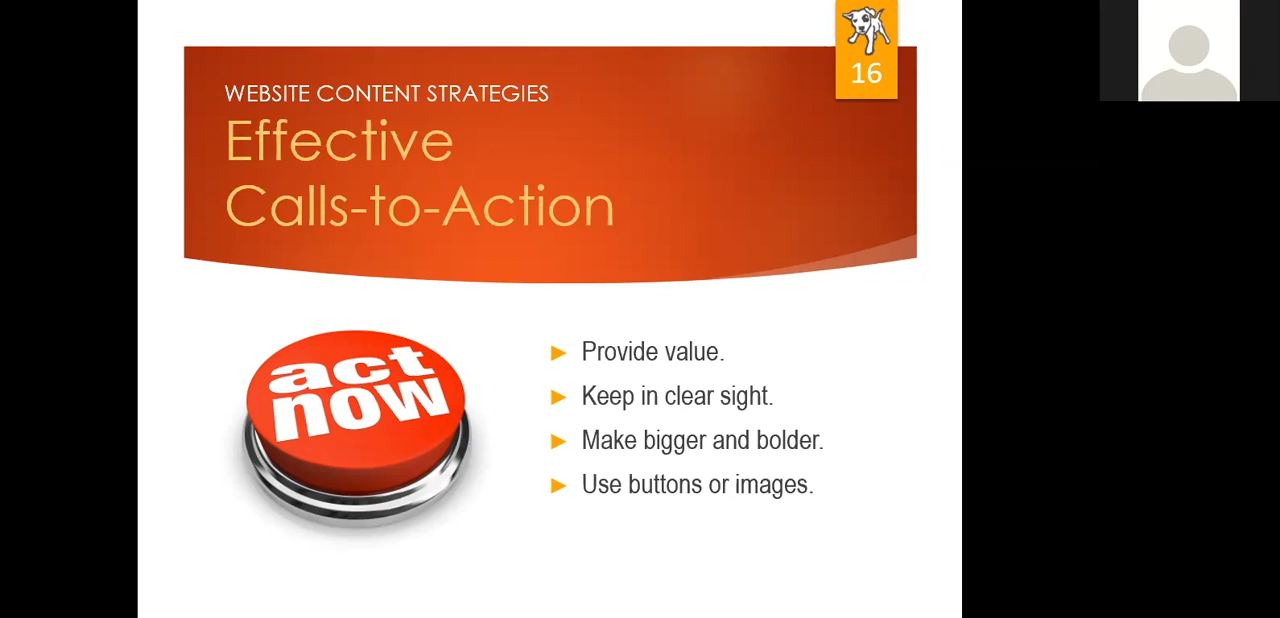 16
WEBSITE CONTENT STRATEGIES
Effective
Calls-to-Action
act
now
Provide value.
Keep in clear sight.
Make bigger and bolder.
Use buttons or images.